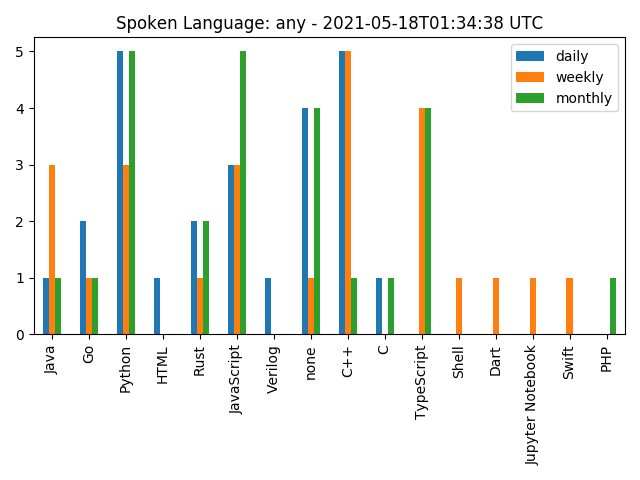 Spoken Language: any - 2021-05-18T01:34:38 UTC
daily
weekly
monthly
5
4
3
2
1
0
Java
Go
Python
HTML
Rust
JavaScript
Verilog
none
C++
C
TypeScript
Shell
Dart
Jupyter Notebook
Swift
PHP